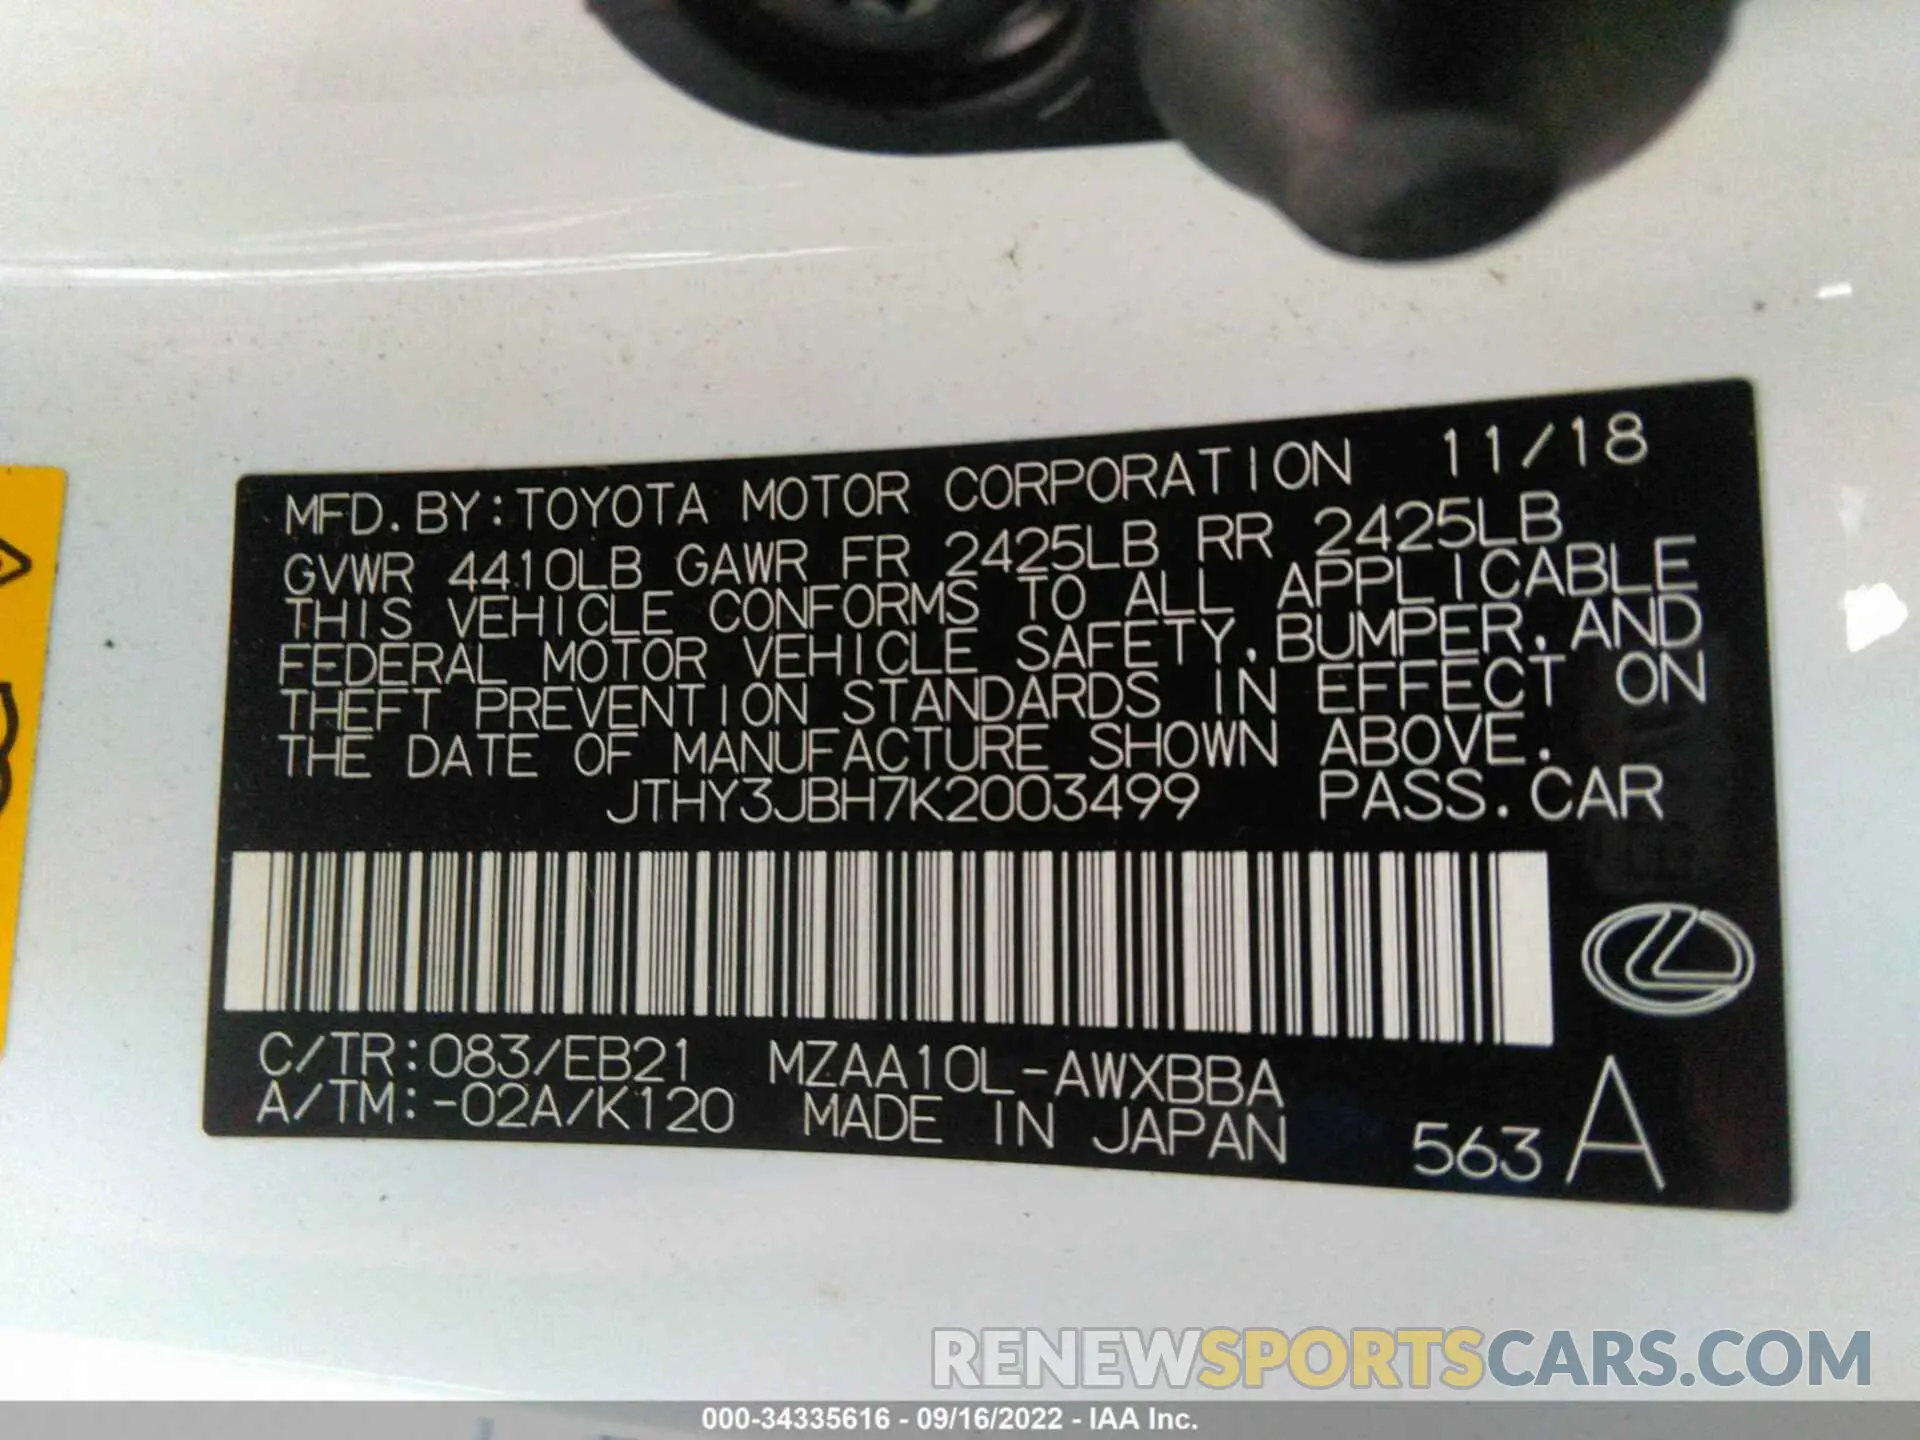 MFD.BY:TOYOTA MOTOR CORPORATION 11/18
GVWR 4410LB GAWR FR 2425LB RR 2425LB
THIS VEHICLE CONFORMS TO ALL APPLICABLE
FEDERAL MOTOR VEHICLE SAFETY,BUMPER,AND
THEFT PREVENTION STANDARDS IN EFFECT ON
THE DATE OF MANUFACTURE SHOWN ABOVE.
JTHY3JBH7K2003499 PASS.CAR
C/TR:083/EB21 MZAA10L-AWXBBA
A/TM:-02A/K120 MADE IN JAPAN 563 A
RENEWSPORTSCARS.COM
000-34335616 - 09/16/2022 - IAA Inc.